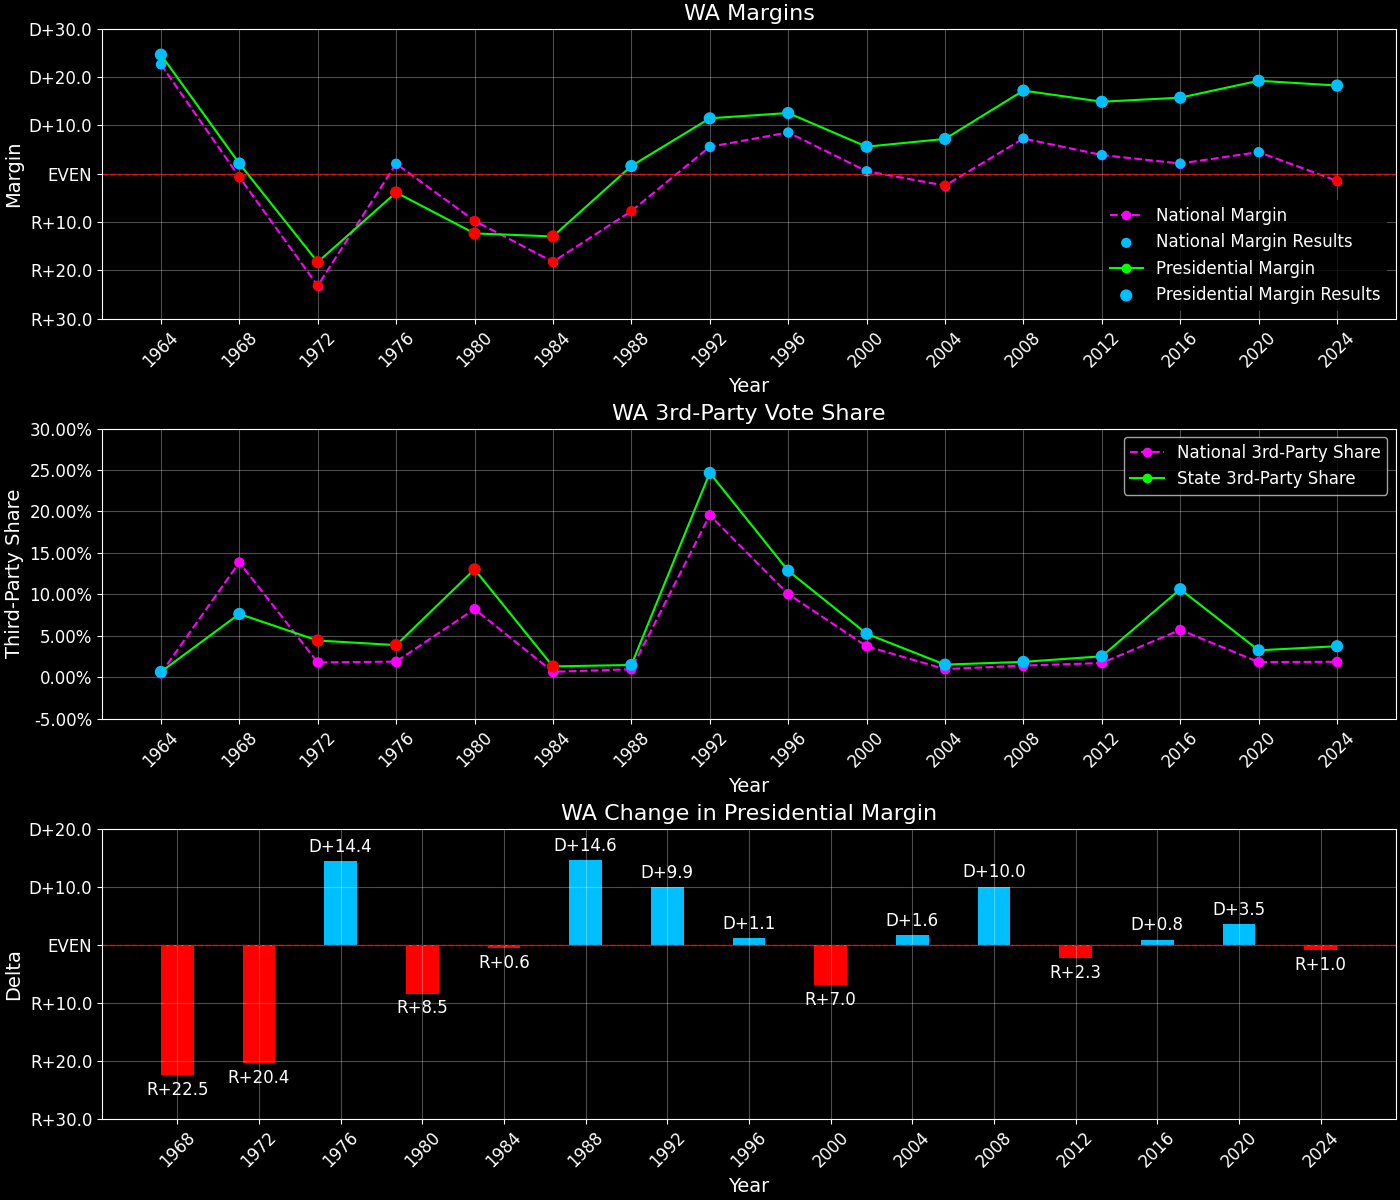 WA Margins
D+30.0
D+20.0
D+10.0
EVEN
R+10.0
R+20.0
R+30.0
Margin
National Margin
National Margin Results
Presidential Margin
Presidential Margin Results
1964 1968 1972 1976 1980 1984 1988 1992 1996 2000 2004 2008 2012 2016 2020 2024
Year
WA 3rd-Party Vote Share
30.00%
25.00%
20.00%
15.00%
10.00%
5.00%
0.00%
-5.00%
Third-Party Share
National 3rd-Party Share
State 3rd-Party Share
1964 1968 1972 1976 1980 1984 1988 1992 1996 2000 2004 2008 2012 2016 2020 2024
Year
WA Change in Presidential Margin
D+20.0
D+10.0
EVEN
R+10.0
R+20.0
R+30.0
Delta
R+22.5
R+20.4
D+14.4
R+8.5
R+0.6
D+14.6
D+9.9
D+1.1
R+7.0
D+1.6
D+10.0
R+2.3
D+0.8
D+3.5
R+1.0
1968 1972 1976 1980 1984 1988 1992 1996 2000 2004 2008 2012 2016 2020 2024
Year